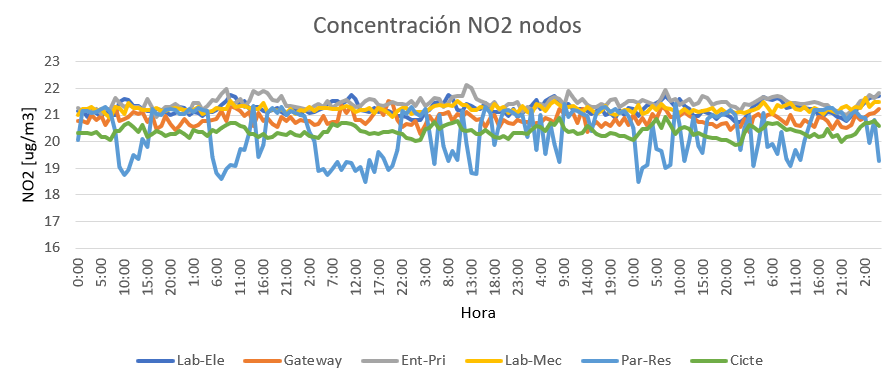 Concentración NO2 nodos
23
22
21
20
19
18
17
16
NO2 [ug/m3]
0:00 5:00 10:00 15:00 20:00 1:00 6:00 11:00 16:00 21:00 2:00 7:00 12:00 17:00 22:00 3:00 8:00 13:00 18:00 23:00 4:00 9:00 14:00 19:00 0:00 5:00 10:00 15:00 20:00 1:00 6:00 11:00 16:00 21:00 2:00
Hora
Lab-Ele Gateway Ent-Pri Lab-Mec Par-Res Cicte